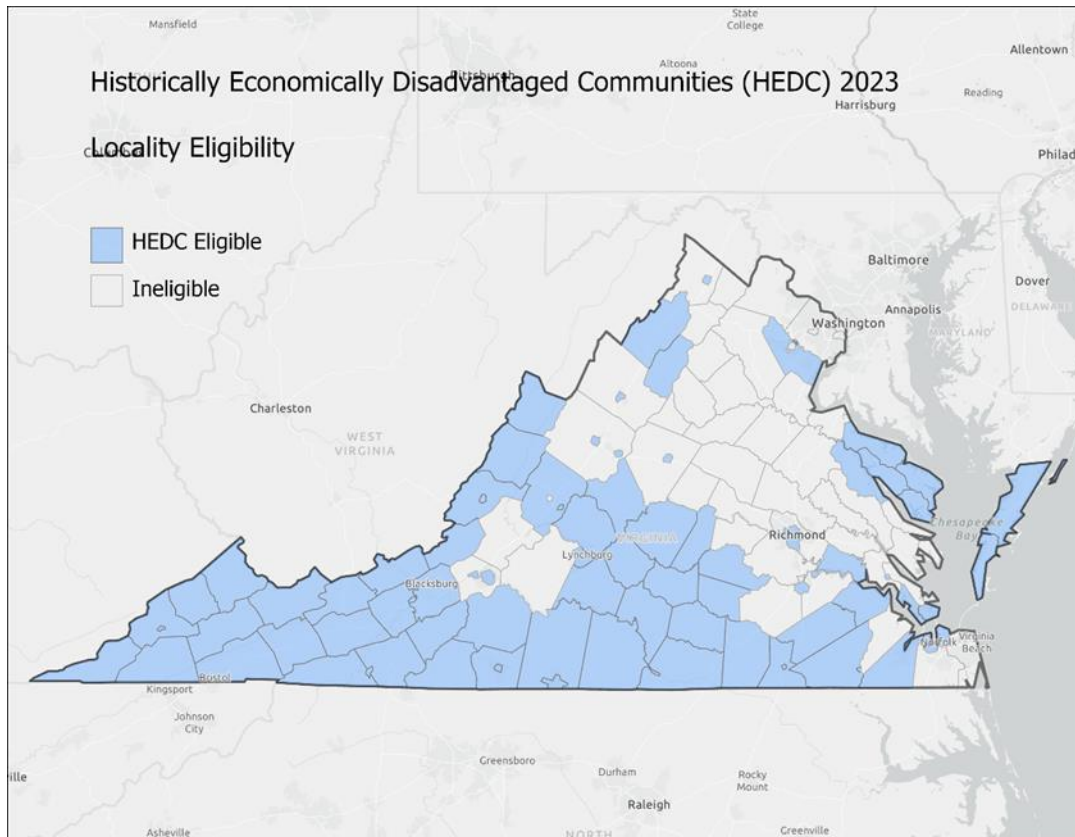 Mansfield
State
College
Allentown
Altoona
Pittsburgh
Historically Economically Disadvantaged Communities (HEDC) 2023
Reading
Harrisburg
Locality Eligibility
Philad
HEDC Eligible
Baltimore
Ineligible
Dover
Annapolis
DELAWARE
Washington
MARYLAND
Charleston
WEST
VIRGINIA
Chesapeake
Bay
Richmond
VIRGINIA
Lynchburg
Blacksburg
Norfolk
Virginia
Beach
Bristol
Kingsport
Johnson
City
Greensboro
ville
Durham
Rocky
Mount
Raleigh
Asheville
NORTH
Greenville